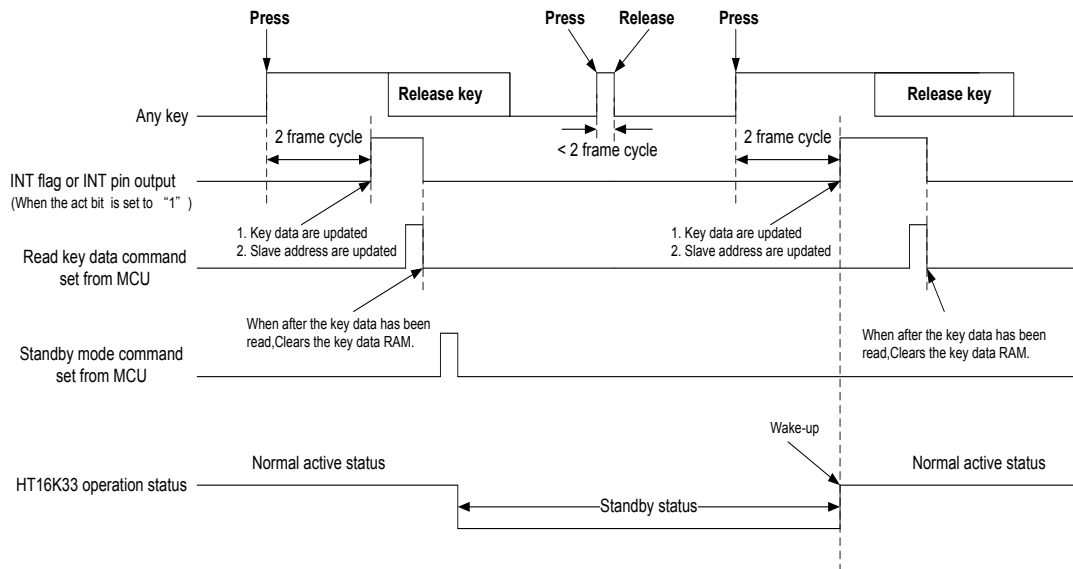 Press
Press
Release
Press
Any key
Release key
Release key
2 frame cycle
< 2 frame cycle
2 frame cycle
INT flag or INT pin output
(When the act bit is set to “1” )
1. Key data are updated
2. Slave address are updated
1. Key data are updated
2. Slave address are updated
Read key data command
set from MCU
When after the key data has been
read,Clears the key data RAM.
When after the key data has been
read,Clears the key data RAM.
Standby mode command
set from MCU
Wake-up
Normal active status
Normal active status
HT16K33 operation status
Standby status